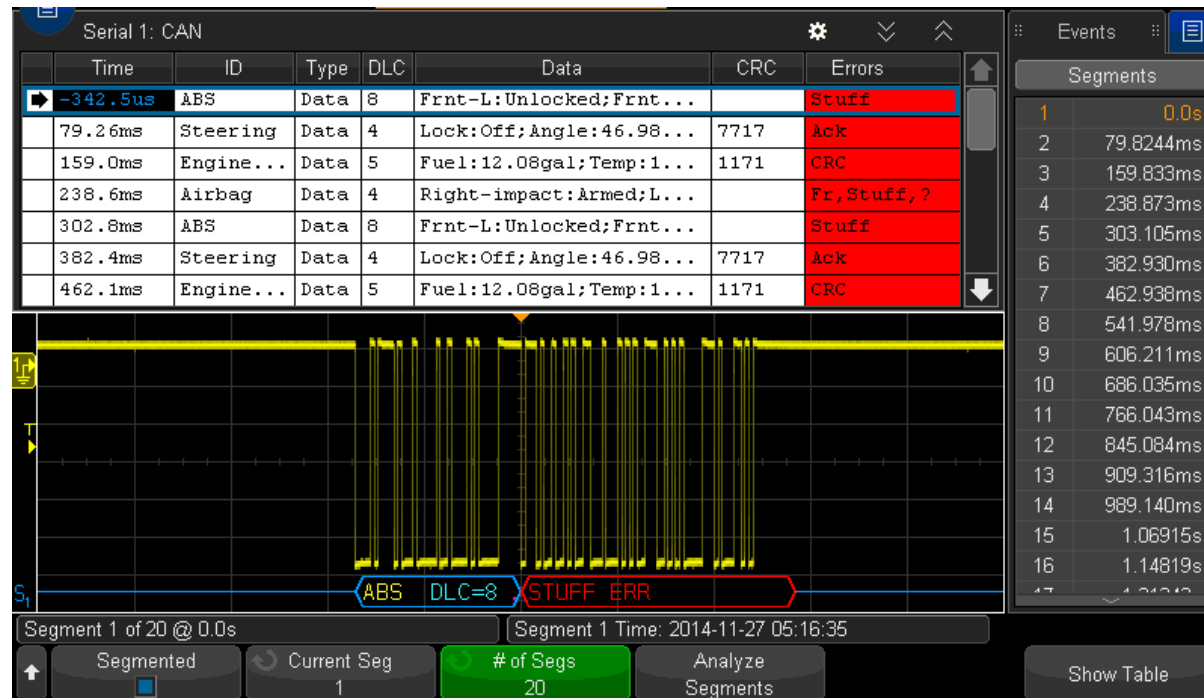 Serial 1: CAN
Time ID Type DLC Data CRC Errors
-342.5us ABS Data 8 Frnt-L:Unlocked;Frnt... Stuff
79.26ms Steering Data 4 Lock:Off;Angle:46.98... 7717 Ack
159.0ms Engine... Data 5 Fuel:12.08gal;Temp:1... 1171 CRC
238.6ms Airbag Data 4 Right-impact:Armed;L... Fr,Stuff,?
302.8ms ABS Data 8 Frnt-L:Unlocked;Frnt... Stuff
382.4ms Steering Data 4 Lock:Off;Angle:46.98... 7717 Ack
462.1ms Engine... Data 5 Fuel:12.08gal;Temp:1... 1171 CRC
Events
Segments
1 0.0s
2 79.8244ms
3 159.833ms
4 238.873ms
5 303.105ms
6 382.930ms
7 462.938ms
8 541.978ms
9 606.211ms
10 686.035ms
11 766.043ms
12 845.084ms
13 909.316ms
14 989.140ms
15 1.06915s
16 1.14819s
1
T
S1
ABS DLC=8 STUFF ERR
Segment 1 of 20 @ 0.0s
Segment 1 Time: 2014-11-27 05:16:35
Segmented
Current Seg
1
# of Segs
20
Analyze
Segments
Show Table